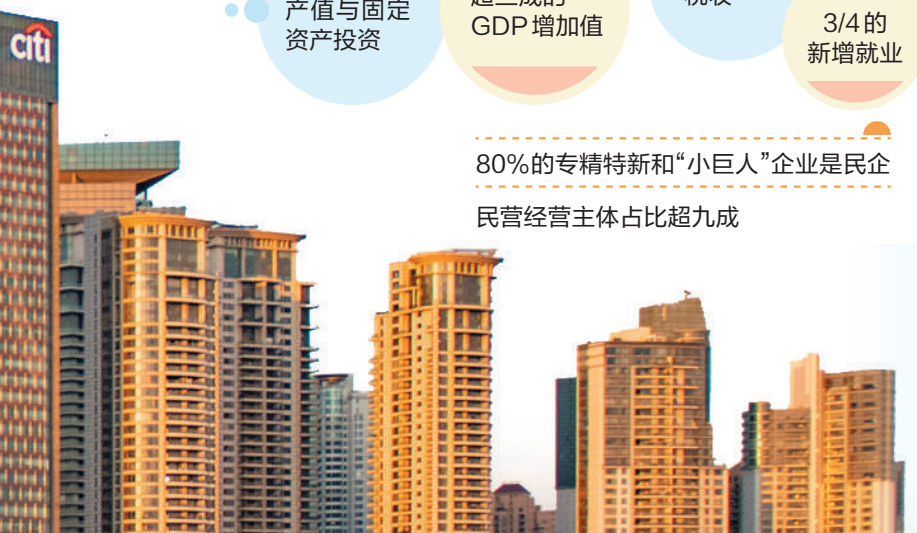 产值与固定
资产投资
GDP增加值
3/4的
新增就业
80%的专精特新和“小巨人”企业是民企
民营经营主体占比超九成
citi